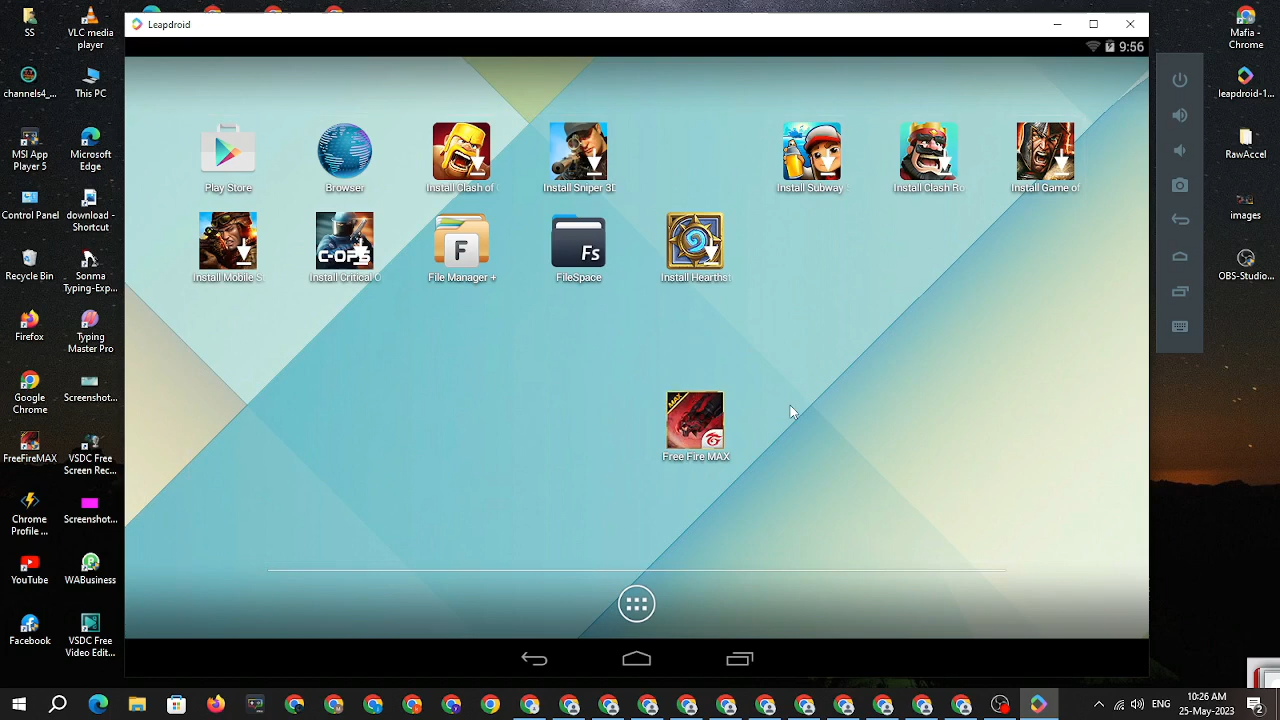 Leapdroid
9:56
Play Store
Browser
Install Clash of
Install Sniper 3D
Install Subway
Install Clash Ro
Install Game of
Install Mobile S
Install Critical O
File Manager +
FileSpace
Install Hearthst
C-OPS
F
Fs
MAX
Free Fire MAX
SS
VLC media
player
channels4_...
This PC
MSI App
Player 5
Microsoft
Control P...
download -
Shortcut
Recycle Bin
Sonma
Typing-Exp...
Firefox
Typing
Master Pro
Google
Chrome
Screenshot...
FreeFireMAX
VSDC Free
Screen Rec...
Chrome
Profile ...
Screenshot...
YouTube
WABusiness
Facebook
VSDC Free
Video Edit...
Mafia -
Chrome
leapdroid-1...
RawA...
images
OBS-Studio...
ENG
10:26 AM
25-May-2023